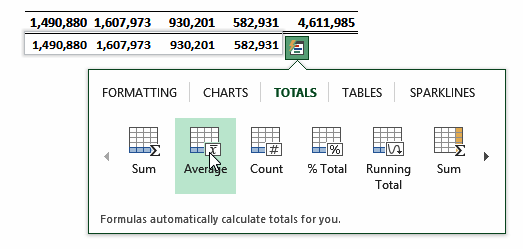 1,490,880 1,607,973 930,201 582,931 4,611,985
1,490,880 1,607,973 930,201 582,931
FORMATTING CHARTS TOTALS TABLES SPARKLINES
Σ x̄ # % Σ
Sum Average Count % Total Running Total Sum
Formulas automatically calculate totals for you.